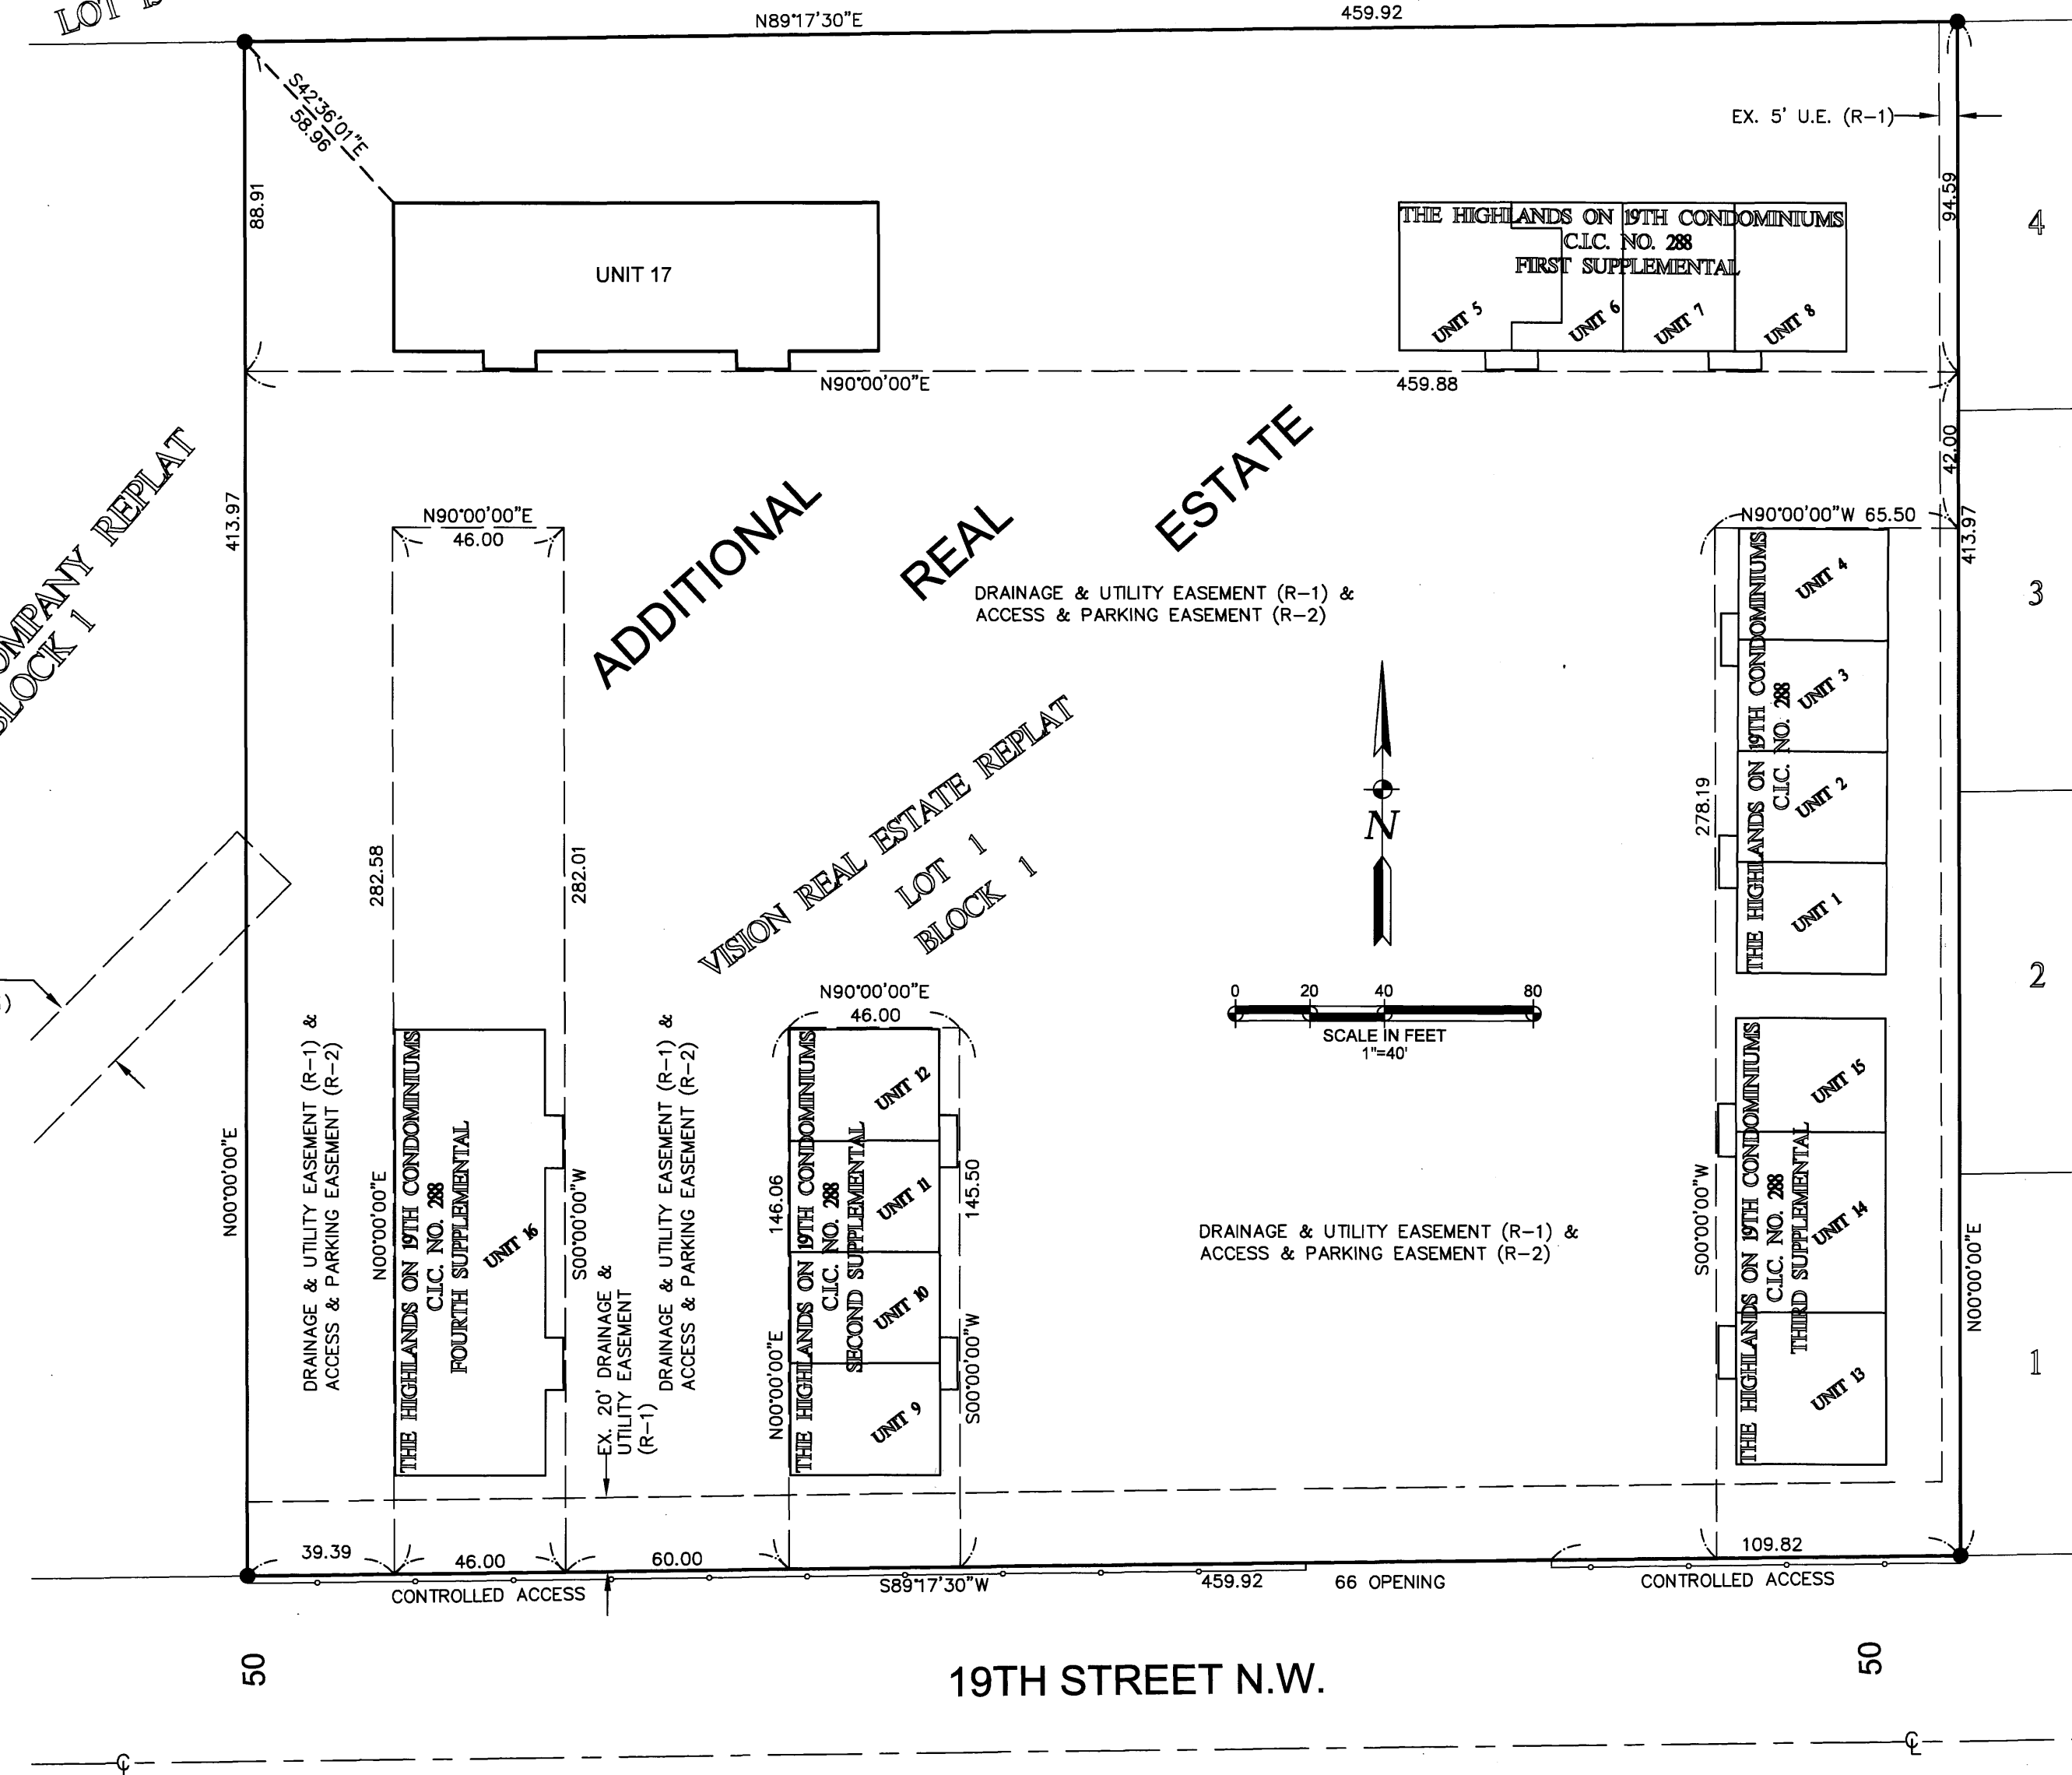 N89°17'30"E
459.92
S42°36'01"E
58.96
EX. 5' U.E. (R-1)
88.91
94.59
4
UNIT 17
THE HIGHLANDS ON 19TH CONDOMINIUMS
C.I.C. NO. 288
FIRST SUPPLEMENTAL
UNIT 5
UNIT 6
UNIT 7
UNIT 8
N90°00'00"E
459.88
ADDITIONAL
REAL
ESTATE
42.00
COMPANY REPLAT
BLOCK 1
413.97
N90°00'00"E
46.00
N90°00'00"W 65.50
413.97
DRAINAGE & UTILITY EASEMENT (R-1) &
ACCESS & PARKING EASEMENT (R-2)
3
THE HIGHLANDS ON 19TH CONDOMINIUMS
C.I.C. NO. 288
UNIT 4
UNIT 3
UNIT 2
UNIT 1
278.19
VISION REAL ESTATE REPLAT
LOT 1
BLOCK 1
N
282.58
282.01
2
0 20 40 80
SCALE IN FEET
1"=40'
N90°00'00"E
46.00
DRAINAGE & UTILITY EASEMENT (R-1) &
ACCESS & PARKING EASEMENT (R-2)
N00°00'00"E
N00°00'00"E
THE HIGHLANDS ON 19TH CONDOMINIUMS
C.I.C. NO. 288
FOURTH SUPPLEMENTAL
UNIT 16
S00°00'00"W
EX. 20' DRAINAGE &
UTILITY EASEMENT
(R-1)
DRAINAGE & UTILITY EASEMENT (R-1) &
ACCESS & PARKING EASEMENT (R-2)
146.06
N00°00'00"E
THE HIGHLANDS ON 19TH CONDOMINIUMS
C.I.C. NO. 288
SECOND SUPPLEMENTAL
UNIT 12
UNIT 11
UNIT 10
UNIT 9
145.50
S00°00'00"W
DRAINAGE & UTILITY EASEMENT (R-1) &
ACCESS & PARKING EASEMENT (R-2)
S00°00'00"W
THE HIGHLANDS ON 19TH CONDOMINIUMS
C.I.C. NO. 288
THIRD SUPPLEMENTAL
UNIT 15
UNIT 14
UNIT 13
N00°00'00"E
1
39.39
46.00
60.00
109.82
CONTROLLED ACCESS
S89°17'30"W
459.92
66 OPENING
CONTROLLED ACCESS
50
19TH STREET N.W.
50